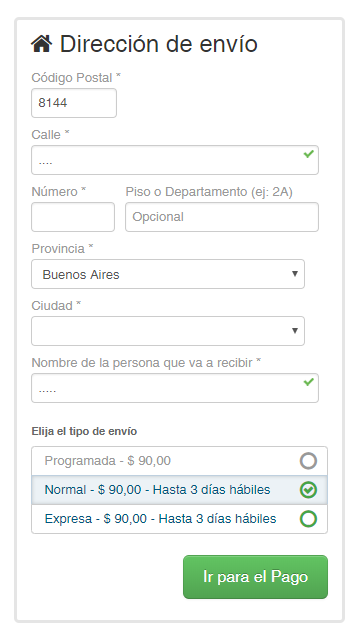 Dirección de envío
Código Postal *
8144
Calle *
....
Número * Piso o Departamento (ej: 2A)
Opcional
Provincia *
Buenos Aires
Ciudad *
Nombre de la persona que va a recibir *
.....
Elija el tipo de envío
Programada - $ 90,00
Normal - $ 90,00 - Hasta 3 días hábiles
Expresa - $ 90,00 - Hasta 3 días hábiles
Ir para el Pago